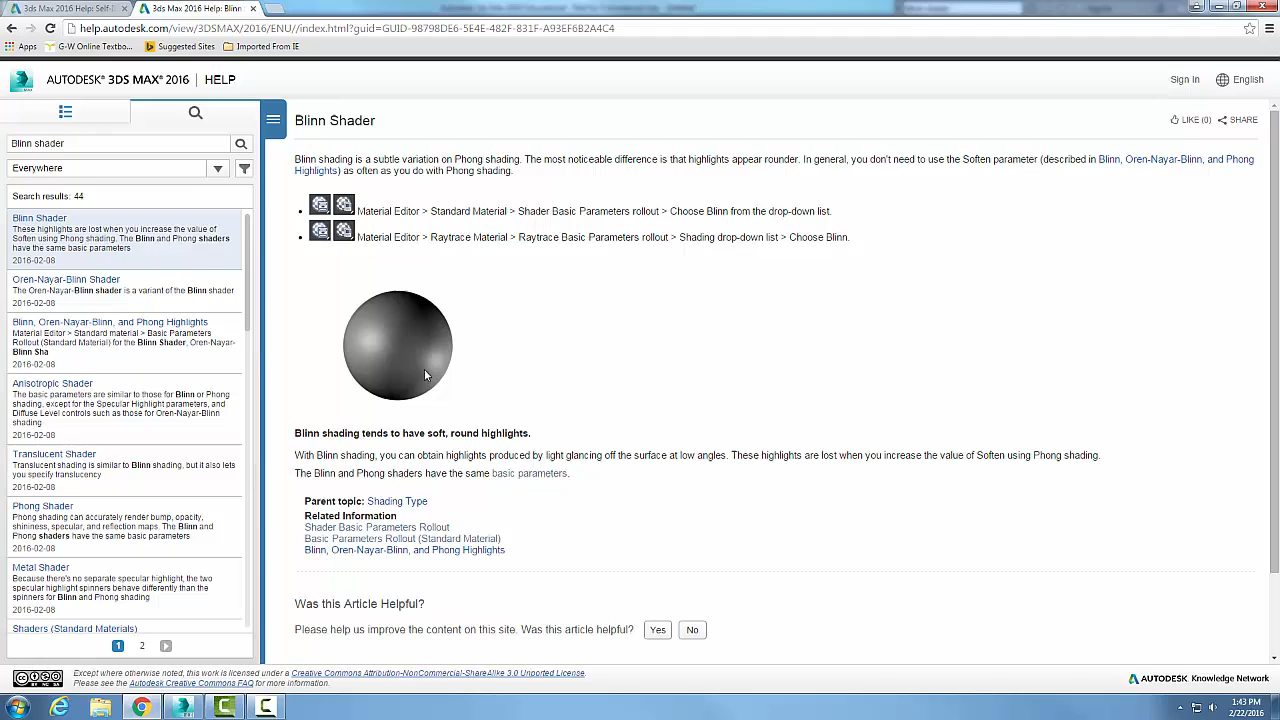 3ds Max 2016 Help: Self-Il
3ds Max 2016 Help: Blinn
help.autodesk.com/view/3DSMAX/2016/ENU//index.html?guid=GUID-98798DE6-5E4E-482F-831F-A93EF6B2A4C4
Apps
G-W Online Textbo...
Suggested Sites
Imported From IE
AUTODESK® 3DS MAX® 2016 | HELP
Sign In
English
Blinn shader
Everywhere
Search results: 44
Blinn Shader
These highlights are lost when you increase the value of
Soften using Phong shading. The Blinn and Phong shaders
have the same basic parameters
2016-02-08
Oren-Nayar-Blinn Shader
The Oren-Nayar-Blinn shader is a variant of the Blinn shader
2016-02-08
Blinn, Oren-Nayar-Blinn, and Phong Highlights
Material Editor > Standard material > Basic Parameters
Rollout (Standard Material) for the Blinn Shader, Oren-Nayar-
Blinn Sha
2016-02-08
Anisotropic Shader
The basic parameters are similar to those for Blinn or Phong
shading, except for the Specular Highlight parameters, and
Diffuse Level controls such as those for Oren-Nayar-Blinn
shading
2016-02-08
Translucent Shader
Translucent shading is similar to Blinn shading, but it also lets
you specify translucency
2016-02-08
Phong Shader
Phong shading can accurately render bump, opacity,
shininess, specular, and reflection maps. The Blinn and
Phong shaders have the same basic parameters
2016-02-08
Metal Shader
Because there's no separate specular highlight, the two
specular highlight spinners behave differently than the
spinners for Blinn and Phong shading
2016-02-08
Shaders (Standard Materials)
1 2
Blinn Shader
LIKE (0)
SHARE
Blinn shading is a subtle variation on Phong shading. The most noticeable difference is that highlights appear rounder. In general, you don't need to use the Soften parameter (described in Blinn, Oren-Nayar-Blinn, and Phong
Highlights) as often as you do with Phong shading.
• Material Editor > Standard Material > Shader Basic Parameters rollout > Choose Blinn from the drop-down list.
• Material Editor > Raytrace Material > Raytrace Basic Parameters rollout > Shading drop-down list > Choose Blinn.
Blinn shading tends to have soft, round highlights.
With Blinn shading, you can obtain highlights produced by light glancing off the surface at low angles. These highlights are lost when you increase the value of Soften using Phong shading.
The Blinn and Phong shaders have the same basic parameters.
Parent topic: Shading Type
Related Information
Shader Basic Parameters Rollout
Basic Parameters Rollout (Standard Material)
Blinn, Oren-Nayar-Blinn, and Phong Highlights
Was this Article Helpful?
Please help us improve the content on this site. Was this article helpful? Yes No
Except where otherwise noted, this work is licensed under a Creative Commons Attribution-NonCommercial-ShareAlike 3.0 Unported License.
Please see the Autodesk Creative Commons FAQ for more information.
AUTODESK. Knowledge Network
1:43 PM
2/22/2016